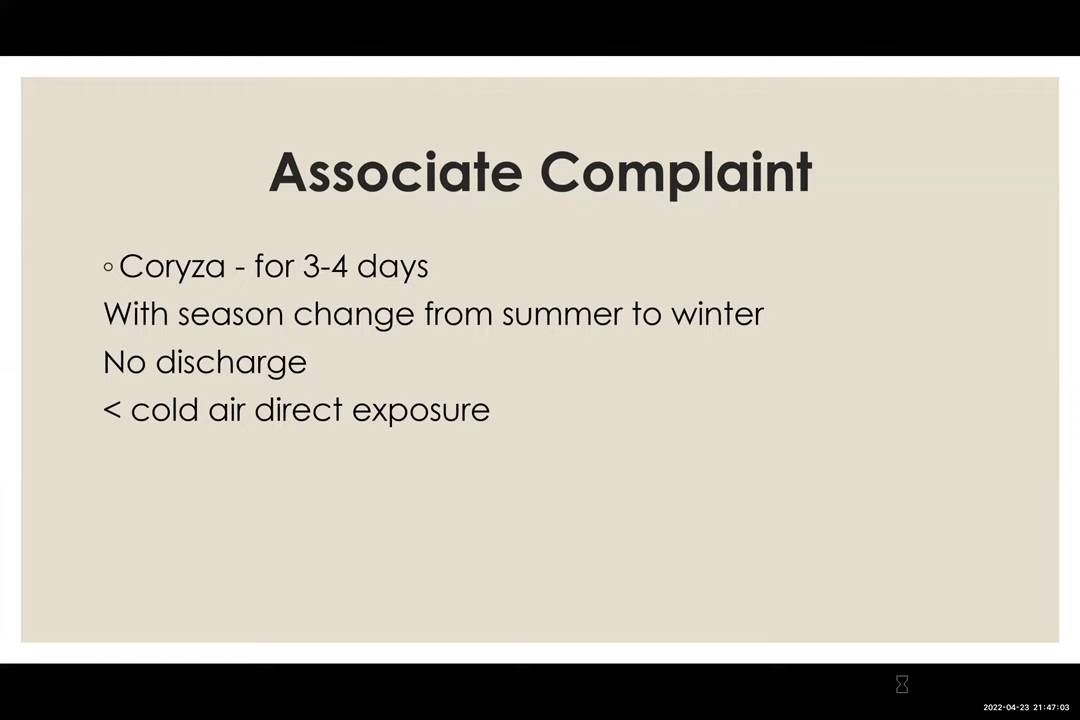 Associate Complaint
◦ Coryza - for 3-4 days
With season change from summer to winter
No discharge
< cold air direct exposure
2022-04-23 21:47:03